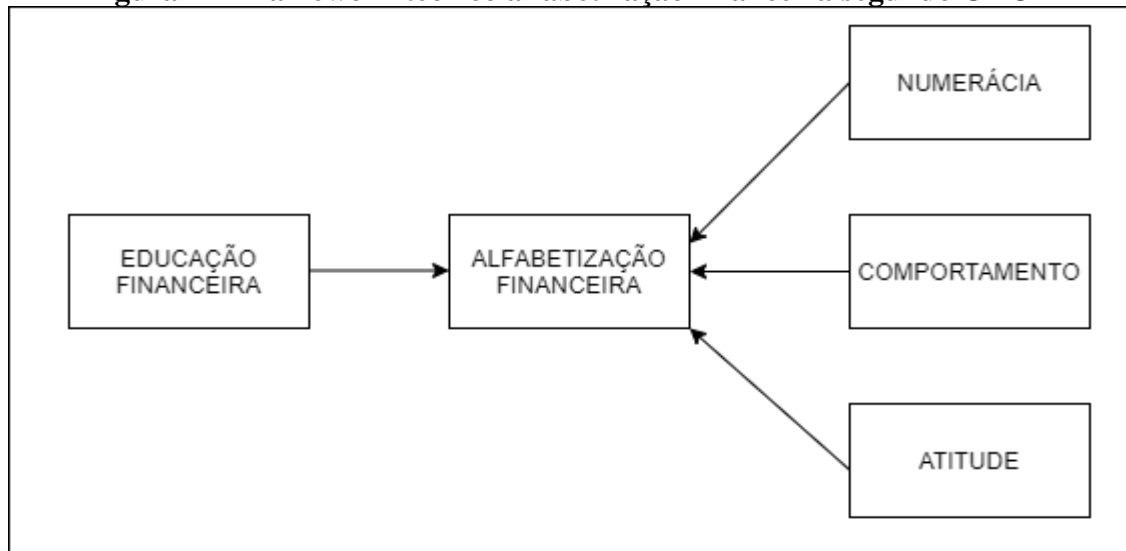 NUMERÁCIA
EDUCAÇÃO
FINANCEIRA
ALFABETIZAÇÃO
FINANCEIRA
COMPORTAMENTO
ATITUDE